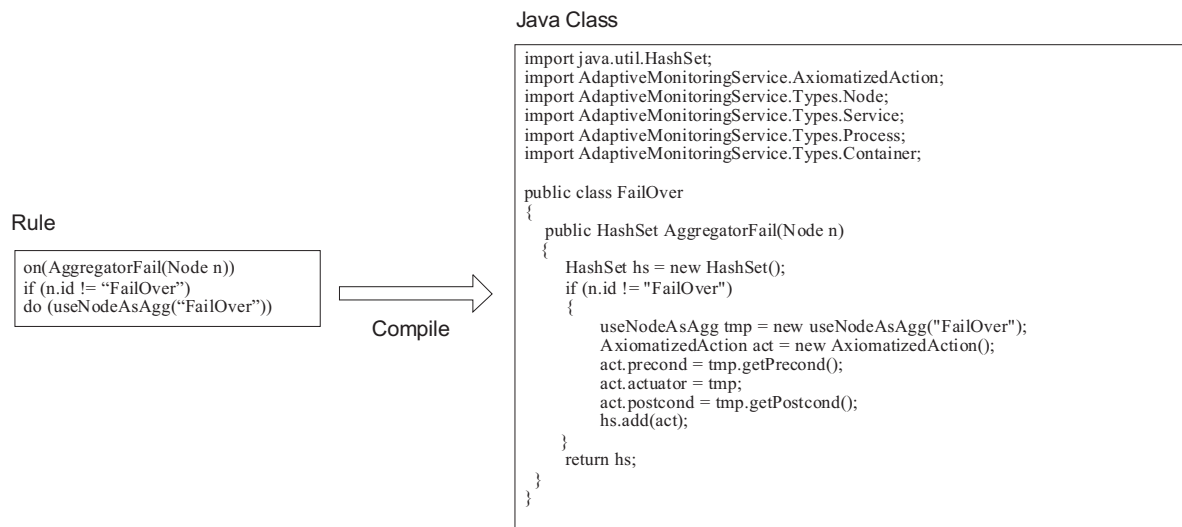 Java Class
import java.util.HashSet;
import AdaptiveMonitoringService.AxiomatizedAction;
import AdaptiveMonitoringService.Types.Node;
import AdaptiveMonitoringService.Types.Service;
import AdaptiveMonitoringService.Types.Process;
import AdaptiveMonitoringService.Types.Container;
public class FailOver
{
public HashSet AggregatorFail(Node n)
{
HashSet hs = new HashSet();
if (n.id != "FailOver")
{
useNodeAsAgg tmp = new useNodeAsAgg("FailOver");
AxiomatizedAction act = new AxiomatizedAction();
act.precond = tmp.getPrecond();
act.actuator = tmp;
act.postcond = tmp.getPostcond();
hs.add(act);
}
return hs;
}
}
Rule
on(AggregatorFail(Node n))
if (n.id != “FailOver”)
do (useNodeAsAgg(“FailOver”))
Compile